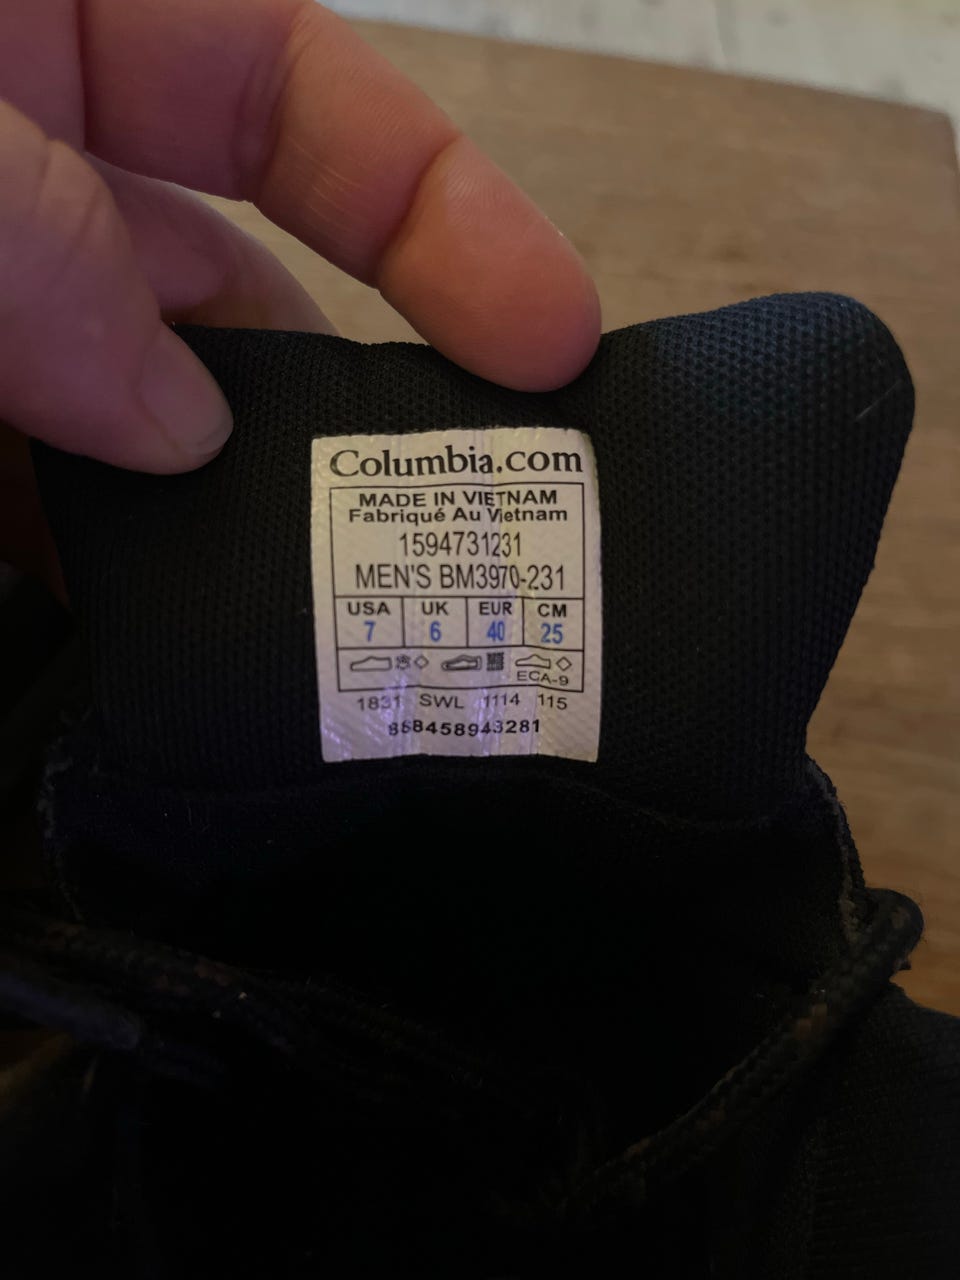 Columbia.com
MADE IN VIETNAM
Fabriqué Au Vietnam
1594731231
MEN'S BM3970-231
USA UK EUR CM
7 6 40 25
ECA-9
1831 SWL 1114 115
858458943281